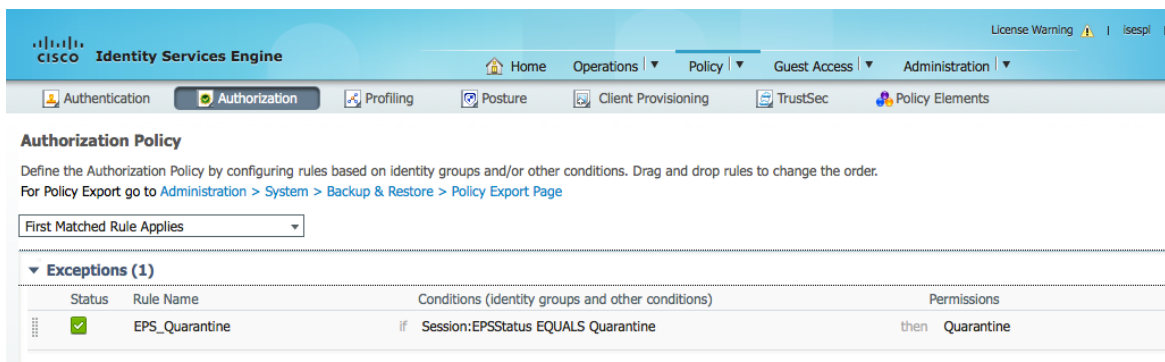 License Warning | isespl
CISCO Identity Services Engine
Home Operations | Policy | Guest Access | Administration |
Authentication Authorization Profiling Posture Client Provisioning TrustSec Policy Elements
Authorization Policy
Define the Authorization Policy by configuring rules based on identity groups and/or other conditions. Drag and drop rules to change the order.
For Policy Export go to Administration > System > Backup & Restore > Policy Export Page
First Matched Rule Applies
Exceptions (1)
Status Rule Name Conditions (identity groups and other conditions) Permissions
EPS_Quarantine if Session:EPSStatus EQUALS Quarantine then Quarantine